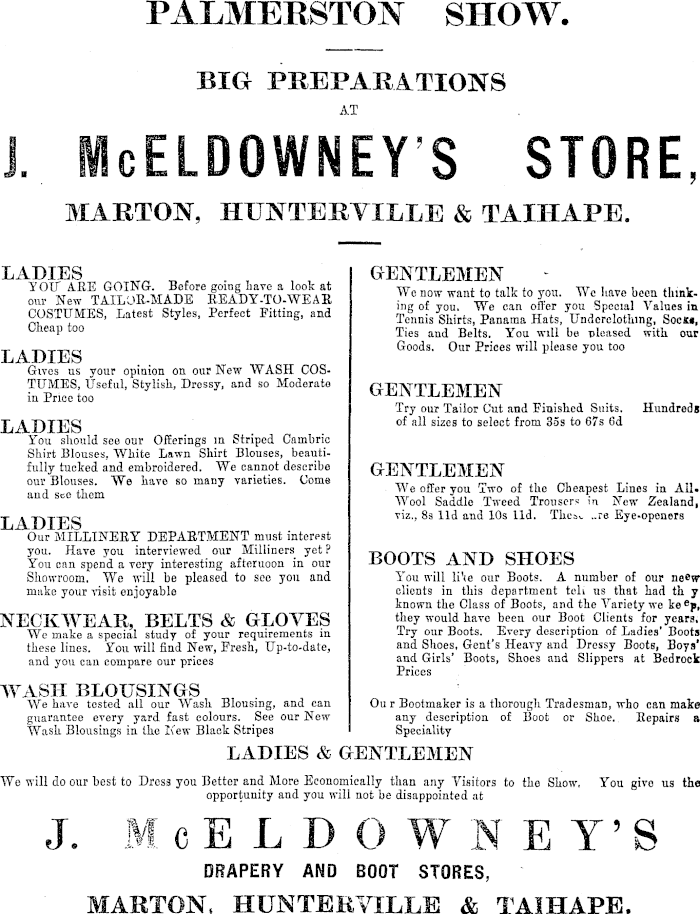 PALMERSTON SHOW.
BIG PREPARATIONS
AT
J. McELDOWNEY'S STORE,
MARTON, HUNTERVILLE & TAIHAPE.
LADIES
YOU ARE GOING. Before going have a look at
our New TAILOR-MADE READY-TO-WEAR
COSTUMES, Latest Styles, Perfect Fitting, and
Cheap too
LADIES
Gives us your opinion on our New WASH COS-
TUMES, Useful, Stylish, Dressy, and so Moderate
in Price too
LADIES
You should see our Offerings in Striped Cambric
Shirt Blouses, White Lawn Shirt Blouses, beauti-
fully tucked and embroidered. We cannot describe
our Blouses. We have so many varieties. Come
and see them
LADIES
Our MILLINERY DEPARTMENT must interest
you. Have you interviewed our Milliners yet?
You can spend a very interesting afternoon in our
Showroom. We will be pleased to see you and
make your visit enjoyable
NECKWEAR, BELTS & GLOVES
We make a special study of your requirements in
these lines. You will find New, Fresh, Up-to-date,
and you can compare our prices
WASH BLOUSINGS
We have tested all our Wash Blousing, and can
guarantee every yard fast colours. See our New
Wash Blousings in the New Black Stripes
GENTLEMEN
We now want to talk to you. We have been think-
ing of you. We can offer you Special Values in
Tennis Shirts, Panama Hats, Underclothing, Socks,
Ties and Belts. You will be pleased with our
Goods. Our Prices will please you too
GENTLEMEN
Try our Tailor Cut and Finished Suits. Hundreds
of all sizes to select from 35s to 67s 6d
GENTLEMEN
We offer you Two of the Cheapest Lines in All-
Wool Saddle Tweed Trousers in New Zealand,
viz., 8s 11d and 10s 11d. These are Eye-openers
BOOTS AND SHOES
You will like our Boots. A number of our neew
clients in this department tell us that had th y
known the Class of Boots, and the Variety we keep,
they would have been our Boot Clients for years.
Try our Boots. Every description of Ladies' Boots
and Shoes, Gent's Heavy and Dressy Boots, Boys'
and Girls' Boots, Shoes and Slippers at Bedrock
Prices
Ou r Bootmaker is a thorough Tradesman, who can make
any description of Boot or Shoe. Repairs a
Speciality
LADIES & GENTLEMEN
We will do our best to Dress you Better and More Economically than any Visitors to the Show. You give us the
opportunity and you will not be disappointed at
J. McELDOWNEY'S
DRAPERY AND BOOT STORES,
MARTON, HUNTERVILLE & TAIHAPE.